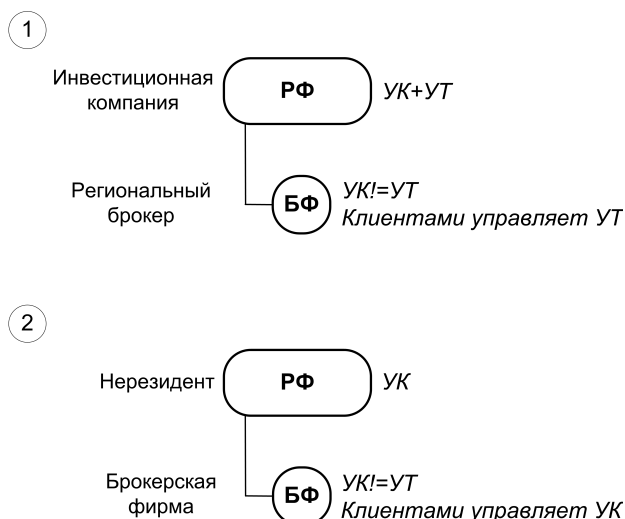 1
Инвестиционная
компания
РФ
УК+УТ
Региональный
брокер
БФ
УК!=УТ
Клиентами управляет УТ
2
Нерезидент
РФ
УК
Брокерская
фирма
БФ
УК!=УТ
Клиентами управляет УК